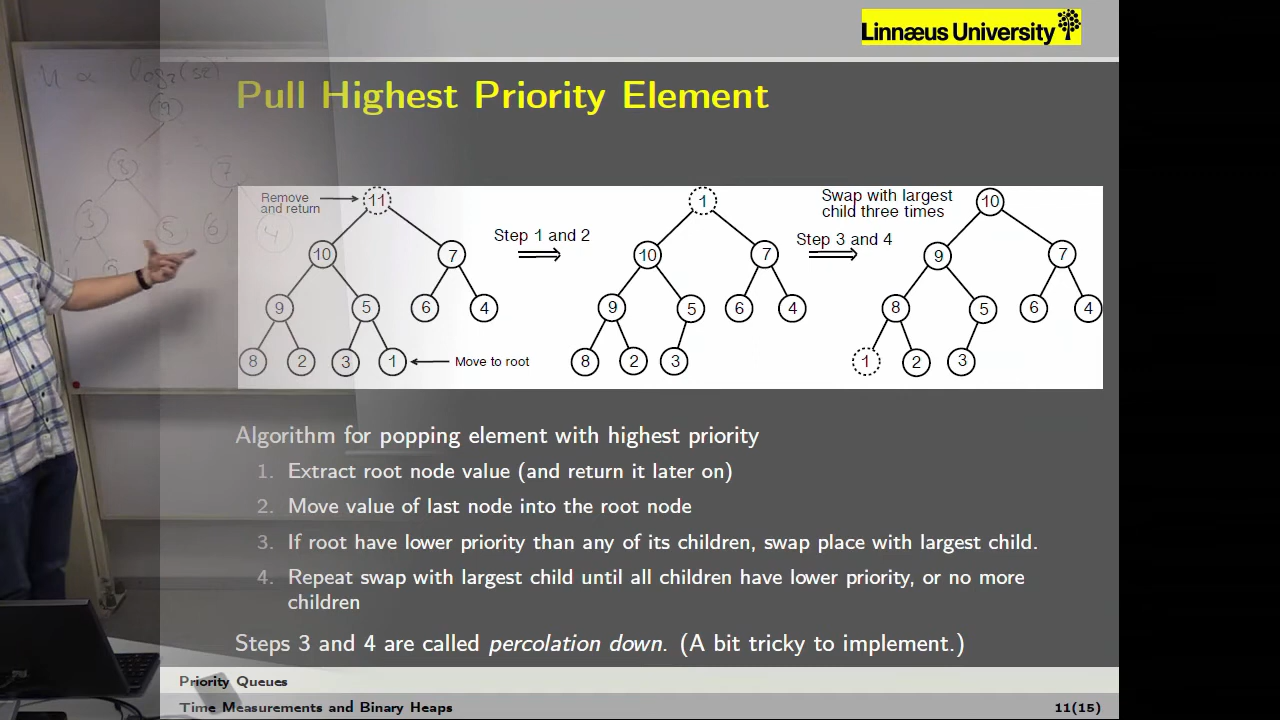 Linnæus University
Pull Highest Priority Element
Remove
and return
11
10
7
9
5
6
4
8
2
3
1
Move to root
Step 1 and 2
1
10
7
9
5
6
4
8
2
3
Swap with largest
child three times
Step 3 and 4
10
9
7
8
5
6
4
1
2
3
Algorithm for popping element with highest priority
1. Extract root node value (and return it later on)
2. Move value of last node into the root node
3. If root have lower priority than any of its children, swap place with largest child.
4. Repeat swap with largest child until all children have lower priority, or no more
children
Steps 3 and 4 are called percolation down. (A bit tricky to implement.)
Priority Queues
Time Measurements and Binary Heaps
11(15)
9
8
7
3
5
6
4